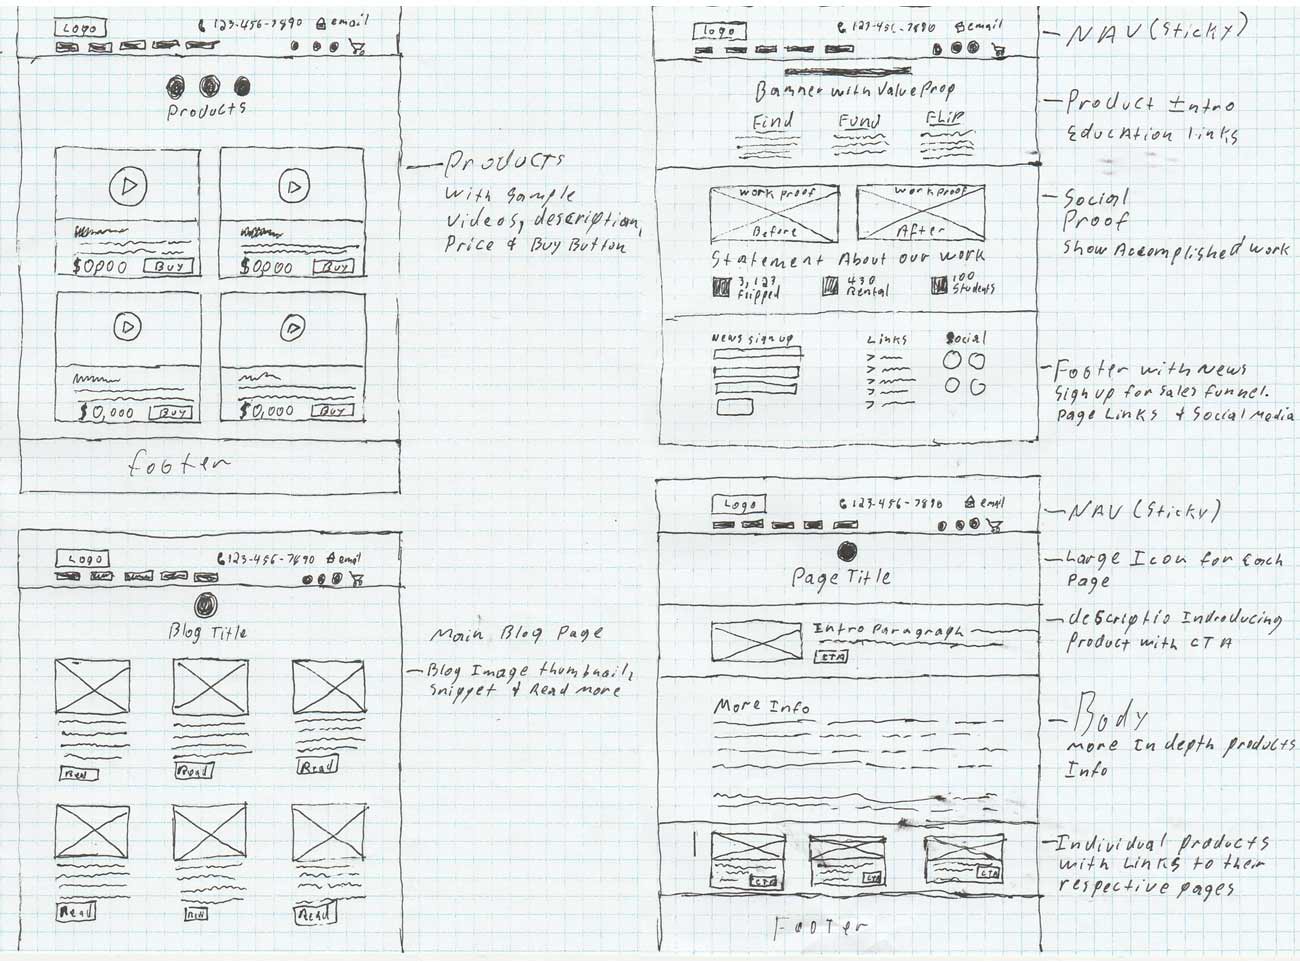 Logo
123-456-7890
email
Products
$0,000
Buy
$0,000
Buy
$0,000
Buy
$0,000
Buy
footer
Products
with Sample
Videos, description,
Price & Buy Button
Logo
123-456-7890
email
Banner with Value Prop
Find
Fund
FLIP
work proof
Before
work proof
After
Statement About our work
3,123
flipped
430
Rental
100
Students
News sign up
Links
Social
NAV (Sticky)
Product Intro
Education links
Social
Proof
Show Accomplished work
Footer with News
Sign up for sales funnel.
page Links & Social Media
Logo
123-456-7890
email
Blog Title
Read
Read
Read
Read
Read
Read
Main Blog Page
Blog Image thumbnail,
Snippet & Read More
Logo
123-456-7890
email
Page Title
Intro Paragraph
CTA
More Info
CTA
CTA
CTA
Footer
NAV (Sticky)
Large Icon for Each
Page
descriptio Indroducing
Product with CTA
Body
more In depth products
Info
Individual products
with Links to their
respective pages